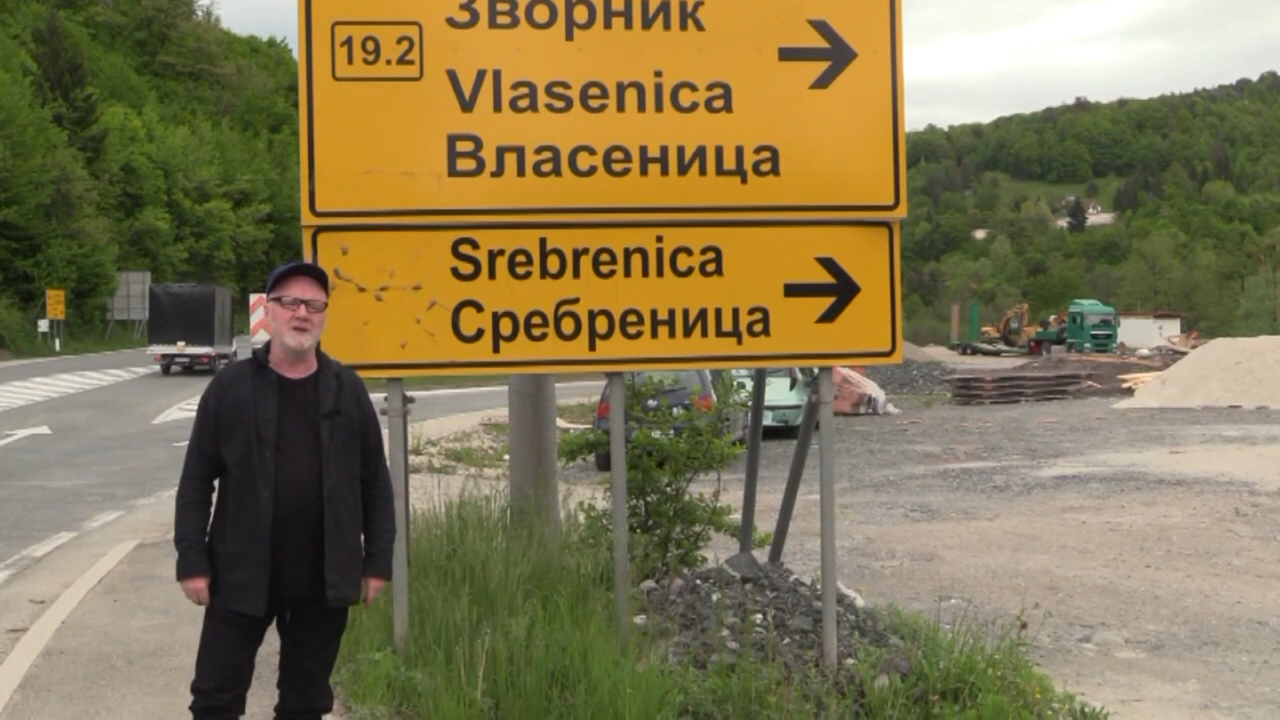 Зворник
19.2
Vlasenica
Власеница
Srebrenica
Сребреница